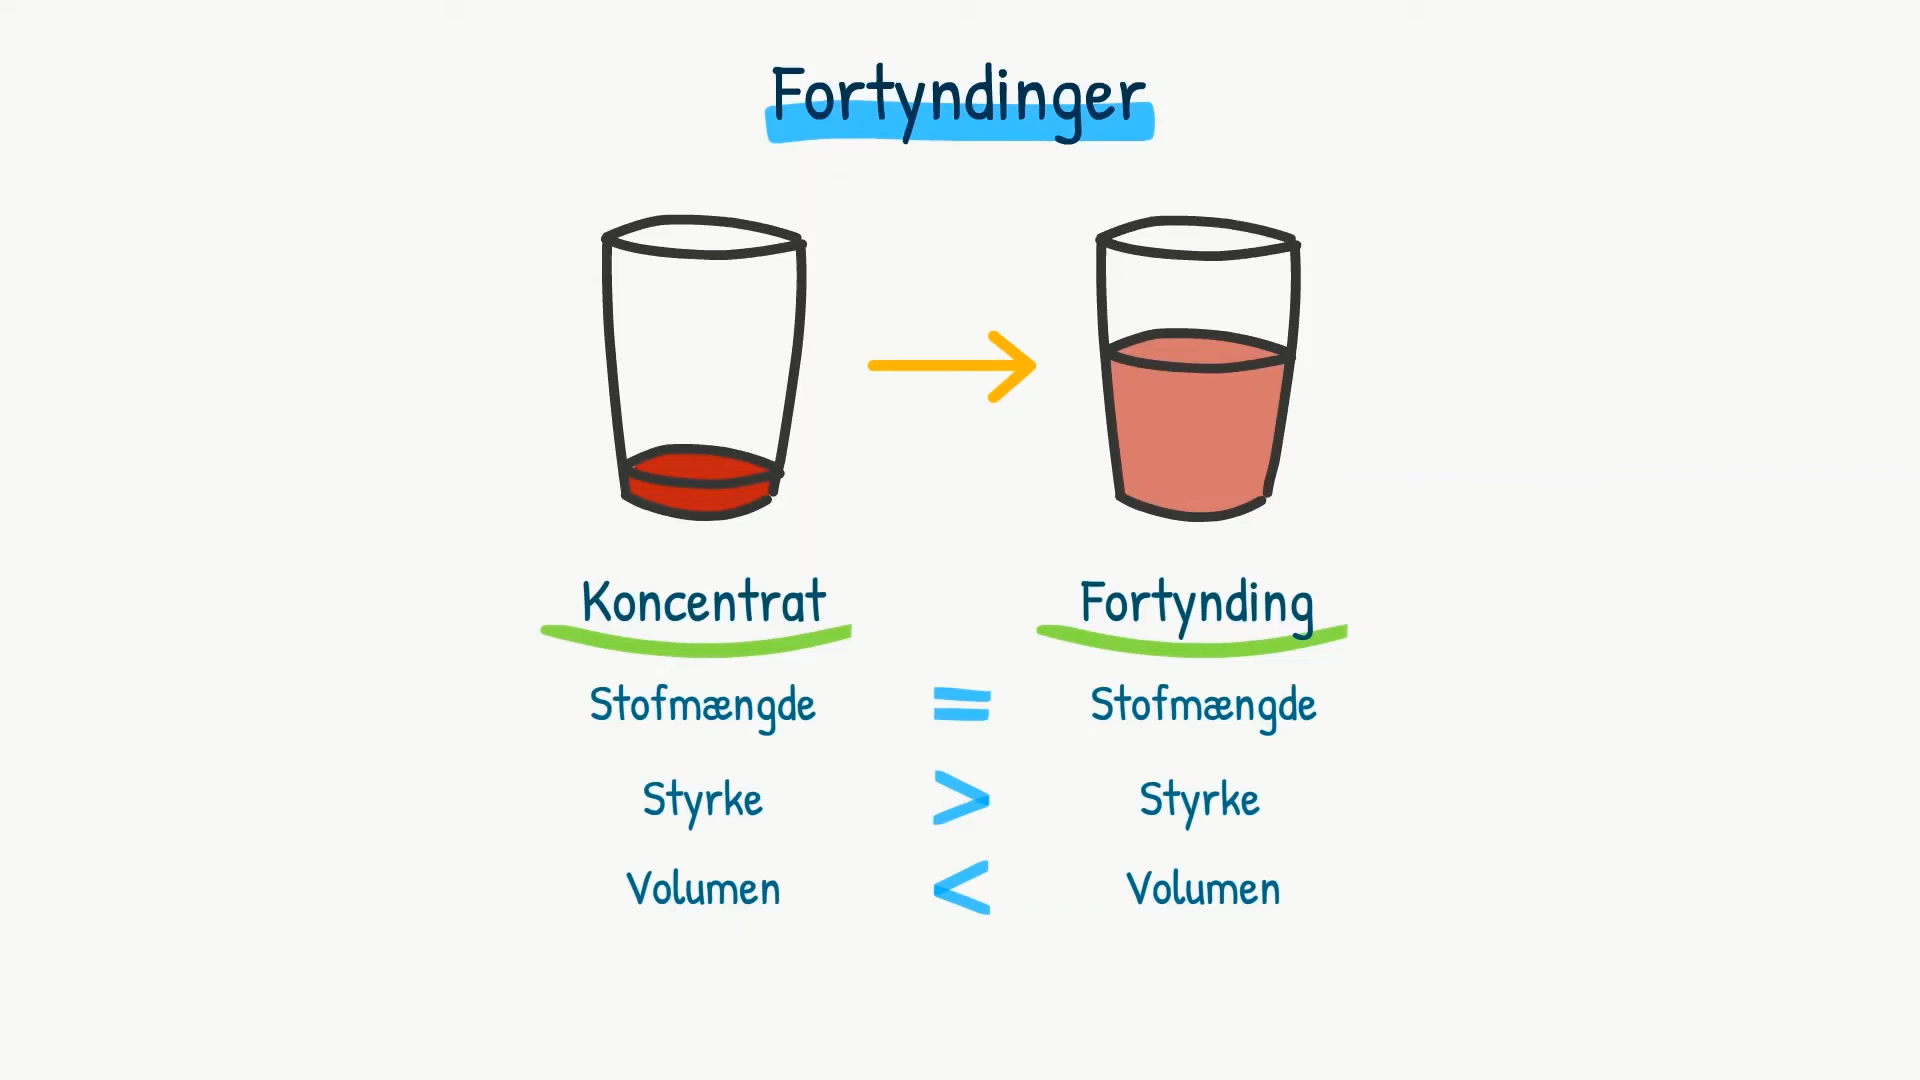 Fortyndinger
Koncentrat Fortynding
Stofmængde = Stofmængde
Styrke > Styrke
Volumen < Volumen